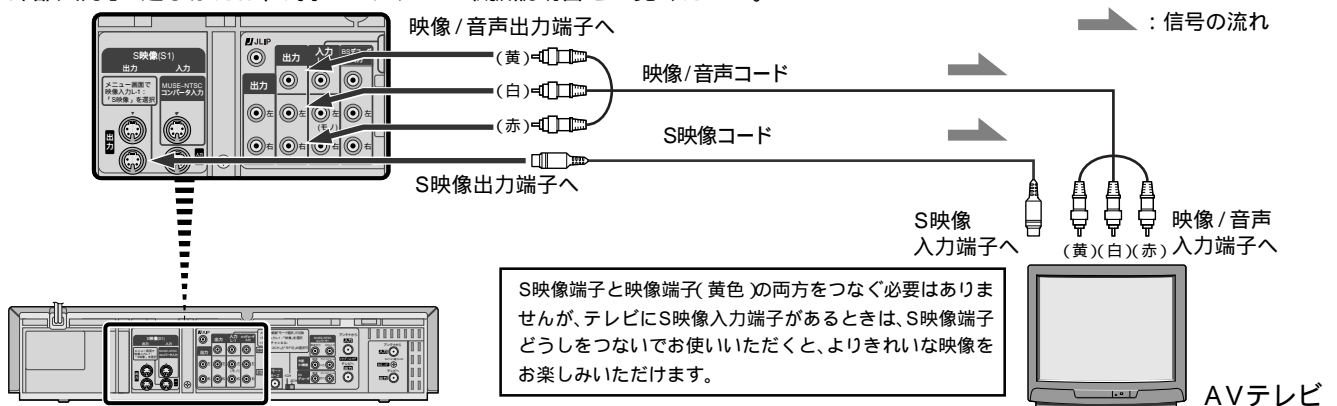 映像/音声出力端子へ
:信号の流れ
JLIP
S映像(S1)
出力 入力
出力 入力
出力
メニュー画面で
映像入力L-1:
「S映像」を選択
MUSE-NTSC
コンバータ入力
左 左 左 左
(モノ)
右 右 右 右
出力
(黄)
(白)
(赤)
映像/音声コード
S映像コード
S映像出力端子へ
S映像
入力端子へ
(黄)(白)(赤)
映像/音声
入力端子へ
S映像端子と映像端子(黄色)の両方をつなぐ必要はありま
せんが、テレビにS映像入力端子があるときは、S映像端子
どうしをつないでお使いいただくと、よりきれいな映像を
お楽しみいただけます。
AVテレビ